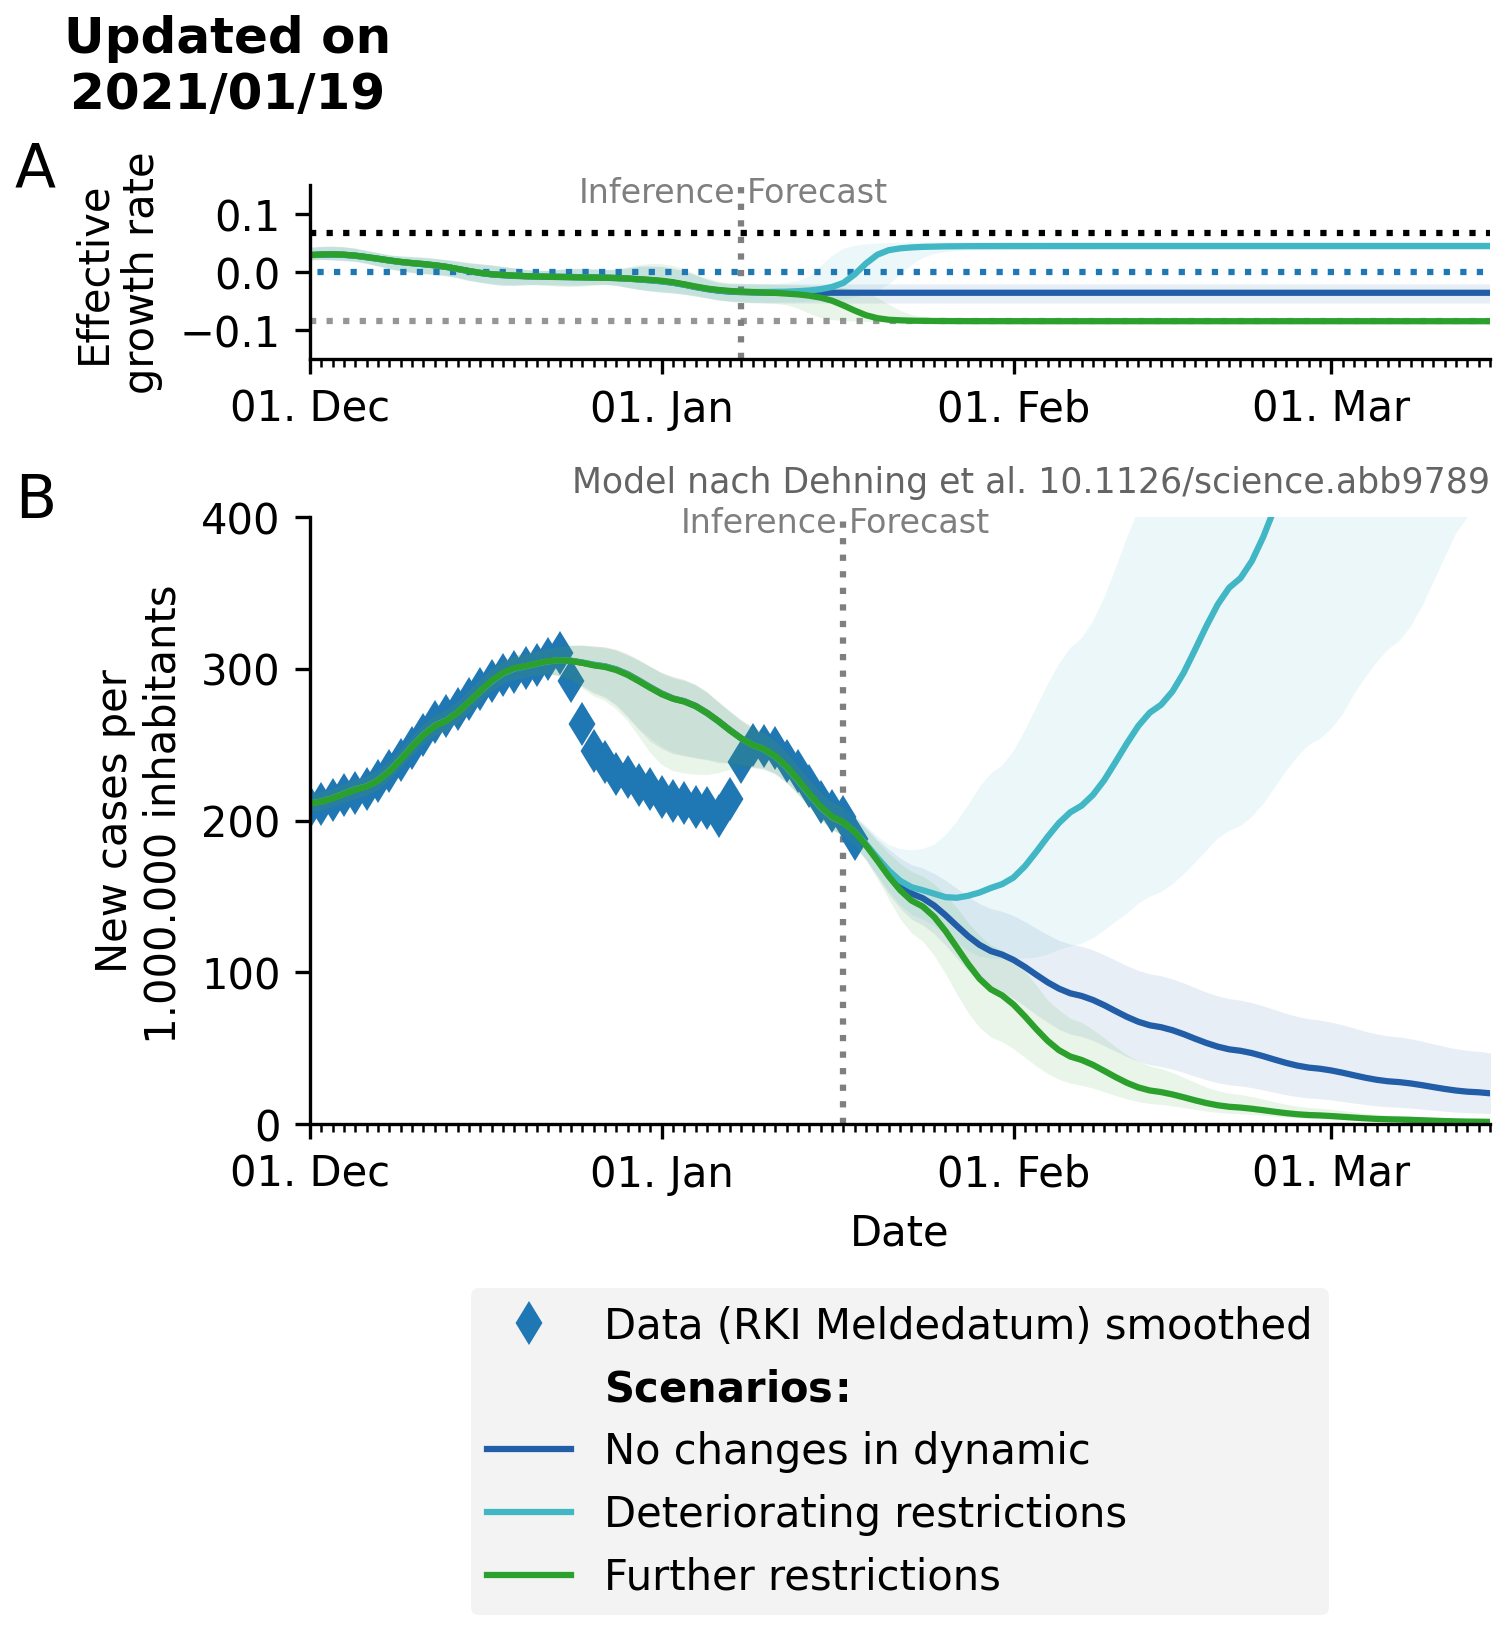 Updated on
2021/01/19
A
Effective
growth rate
Inference Forecast
0.1
0.0
−0.1
01. Dec 01. Jan 01. Feb 01. Mar
B
Model nach Dehning et al. 10.1126/science.abb9789
Inference Forecast
New cases per
1.000.000 inhabitants
400
300
200
100
0
01. Dec 01. Jan 01. Feb 01. Mar
Date
Data (RKI Meldedatum) smoothed
Scenarios:
No changes in dynamic
Deteriorating restrictions
Further restrictions